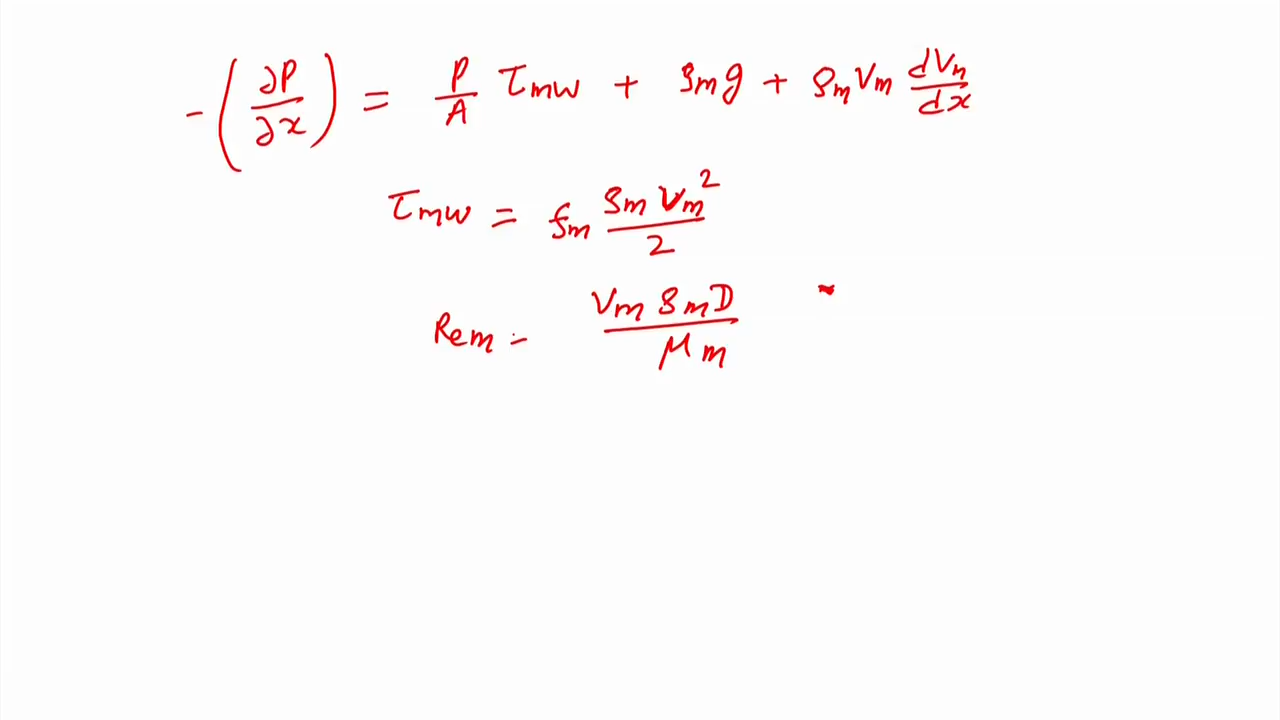 -(∂P/∂x) = P/A τmw + ρm g + ρm Vm dVm/dx
τmw = fm ρm Vm²/2
Rem = Vm ρm D/μm